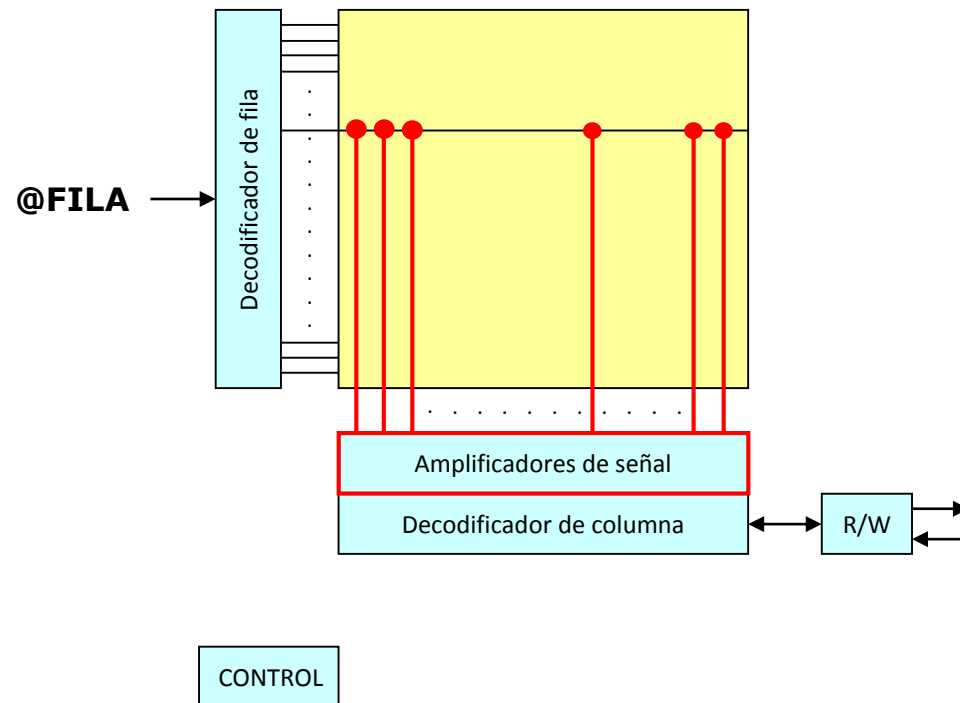 Decodificador de fila
@FILA
Amplificadores de señal
Decodificador de columna
R/W
CONTROL